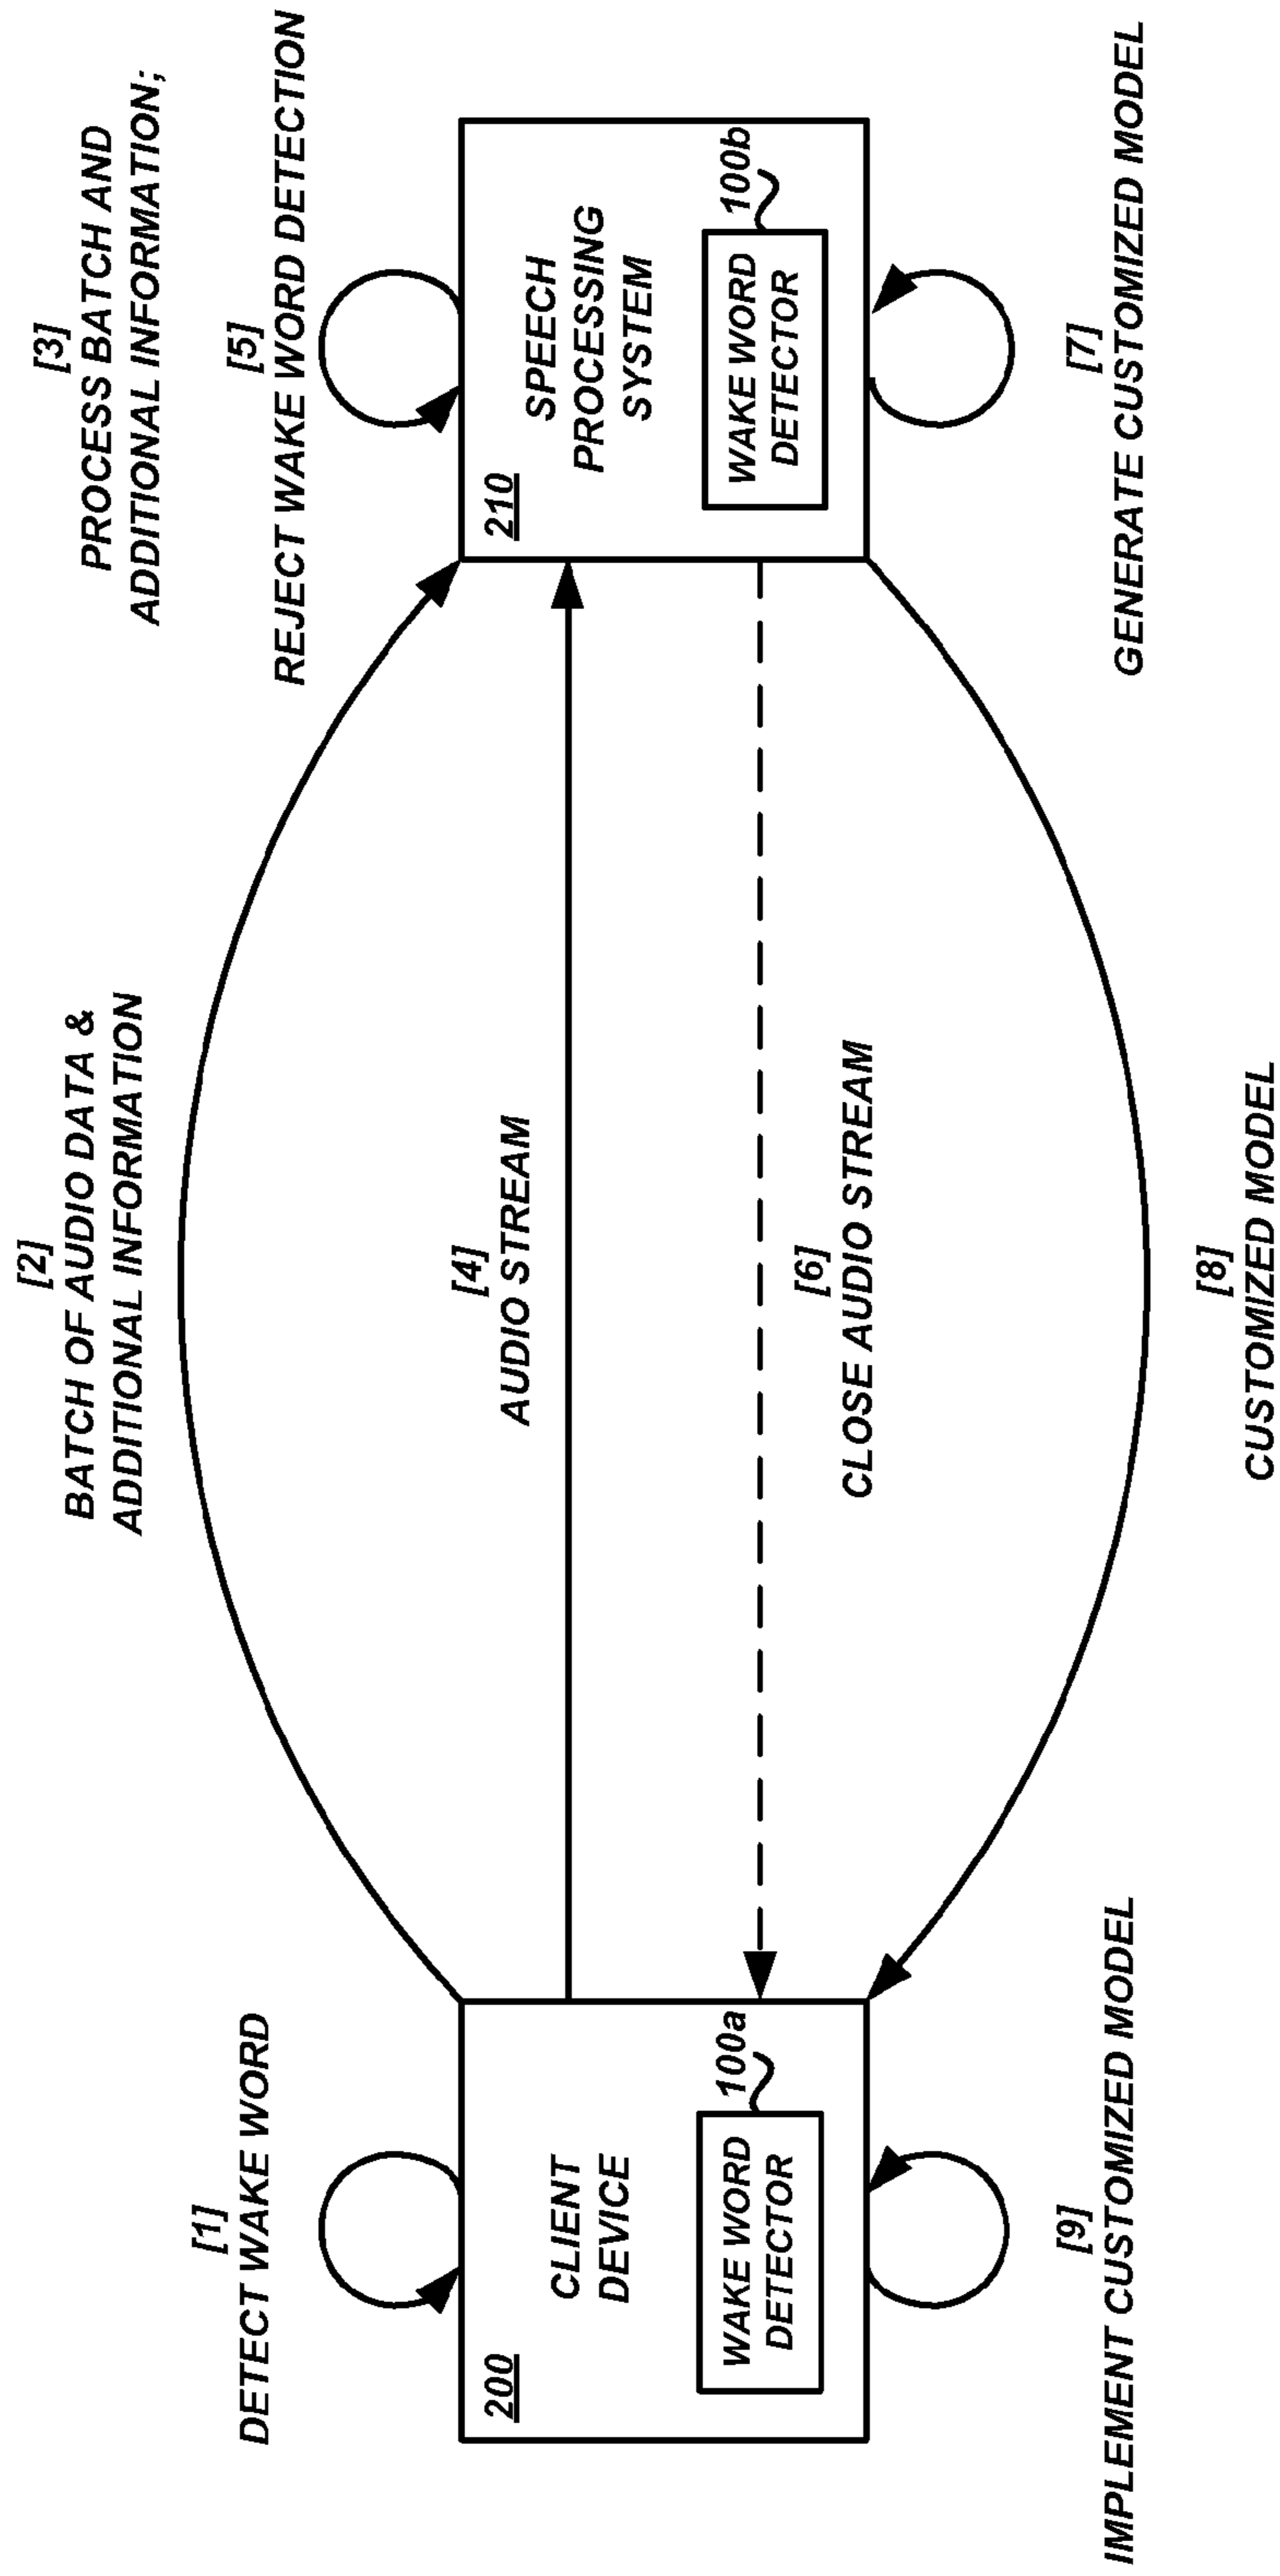 [1]
DETECT WAKE WORD
[2]
BATCH OF AUDIO DATA &
ADDITIONAL INFORMATION
[3]
PROCESS BATCH AND
ADDITIONAL INFORMATION;
[5]
REJECT WAKE WORD DETECTION
200
CLIENT
DEVICE
WAKE WORD
DETECTOR
100a
[4]
AUDIO STREAM
[6]
CLOSE AUDIO STREAM
210
SPEECH
PROCESSING
SYSTEM
WAKE WORD
DETECTOR
100b
[9]
IMPLEMENT CUSTOMIZED MODEL
[8]
CUSTOMIZED MODEL
[7]
GENERATE CUSTOMIZED MODEL